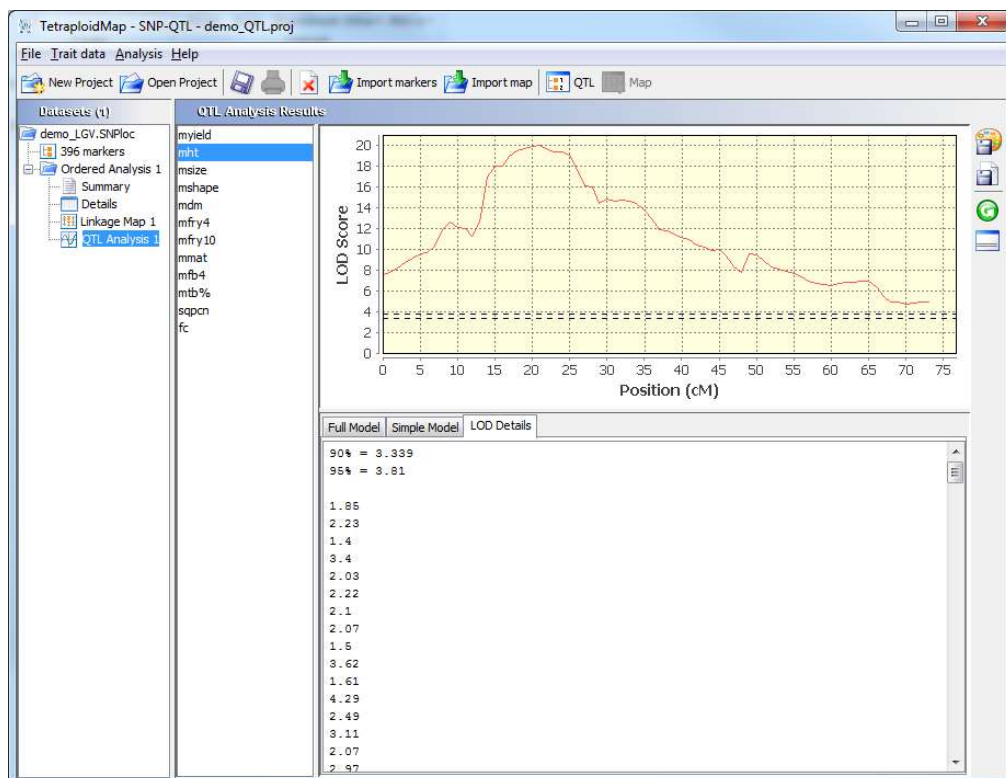 TetraploidMap - SNP-QTL - demo_QTL.proj
File Trait data Analysis Help
New Project Open Project Import markers Import map QTL Map
Datasets (1)
demo_LGV.SNPloc
396 markers
Ordered Analysis 1
Summary
Details
Linkage Map 1
QTL Analysis 1
QTL Analysis Results
myield
mht
msize
mshape
mdm
mfry4
mfry10
mmat
mfb4
mtb%
sqpcn
fc
LOD Score
20
18
16
14
12
10
8
6
4
2
0
0 5 10 15 20 25 30 35 40 45 50 55 60 65 70 75
Position (cM)
Full Model Simple Model LOD Details
90% = 3.339
95% = 3.81
1.85
2.23
1.4
3.4
2.03
2.22
2.1
2.07
1.5
3.62
1.61
4.29
2.49
3.11
2.07
2.97